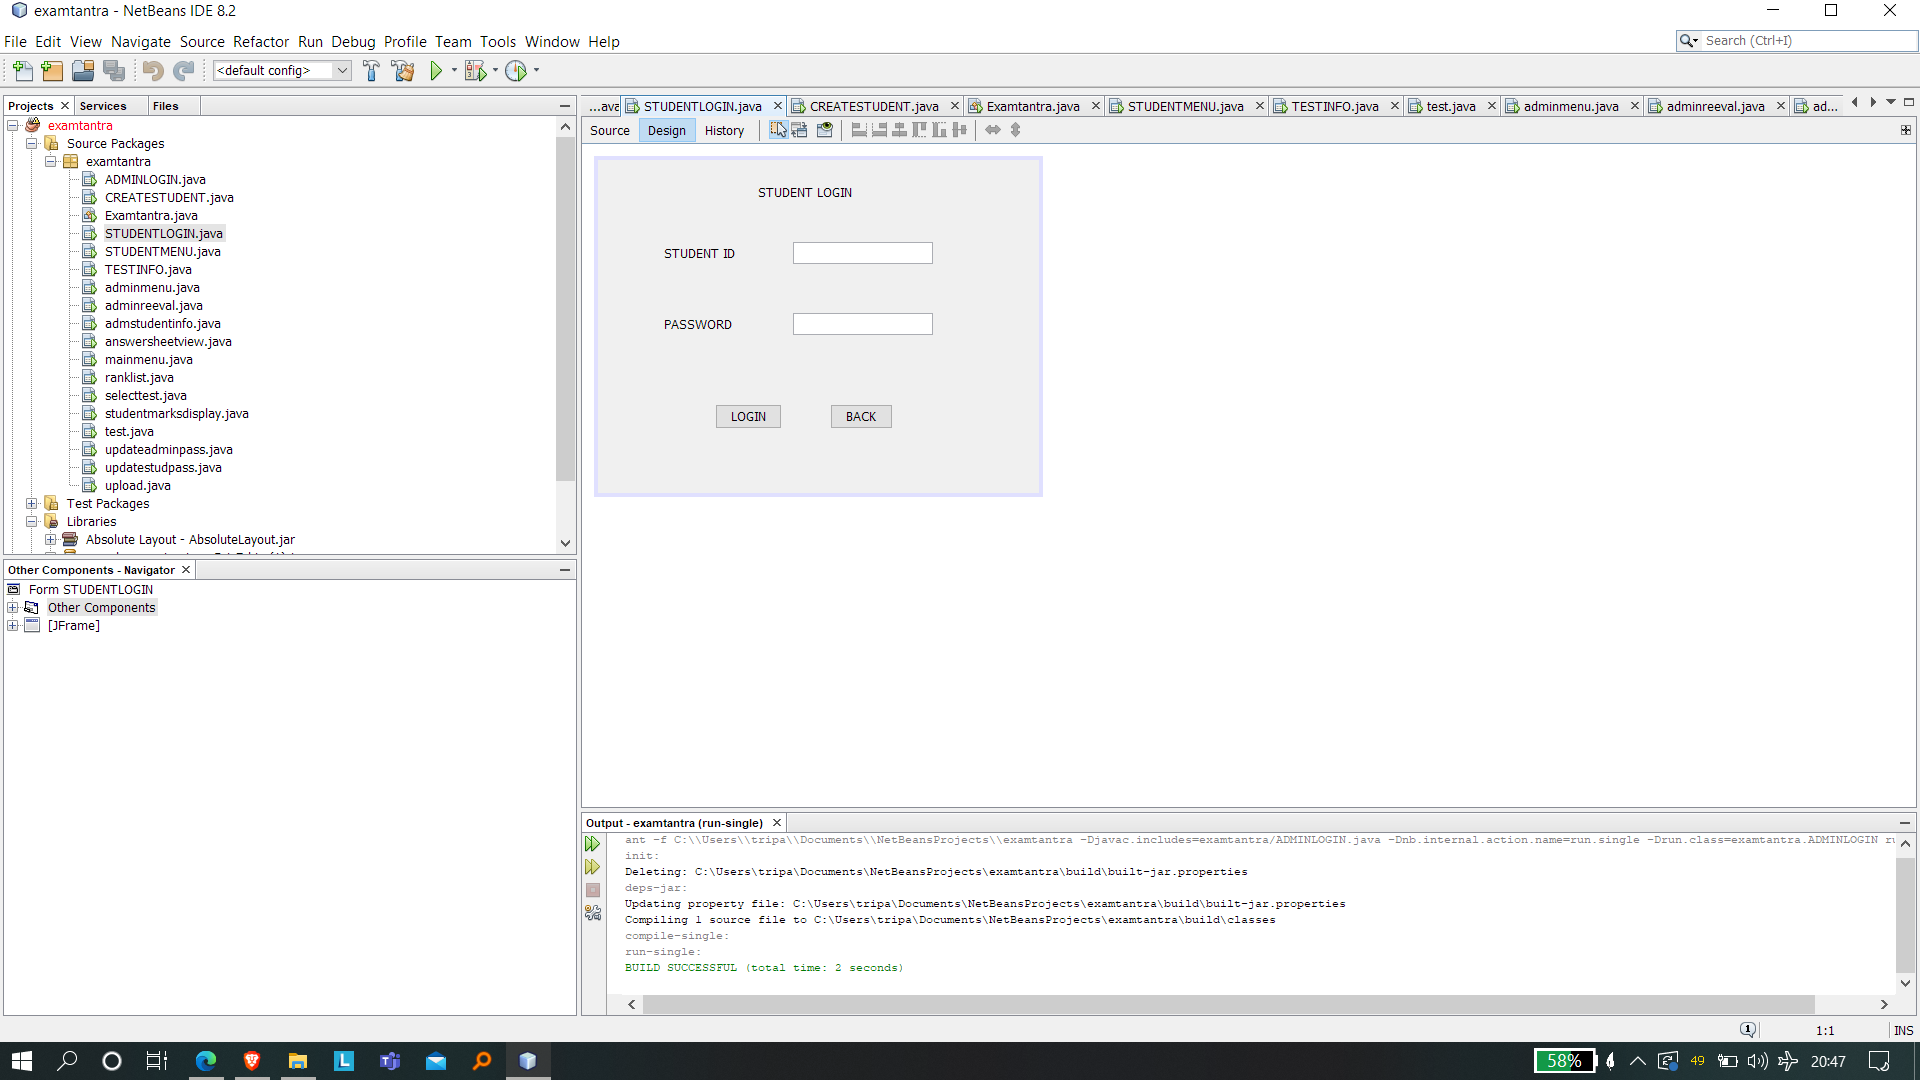 examtantra - NetBeans IDE 8.2
File Edit View Navigate Source Refactor Run Debug Profile Team Tools Window Help
Search (Ctrl+I)
<default config>
Projects Services Files
examtantra
Source Packages
examtantra
ADMINLOGIN.java
CREATESTUDENT.java
Examtantra.java
STUDENTLOGIN.java
STUDENTMENU.java
TESTINFO.java
adminmenu.java
adminreeval.java
admstudentinfo.java
answersheetview.java
mainmenu.java
ranklist.java
selecttest.java
studentmarksdisplay.java
test.java
updateadminpass.java
updatestudpass.java
upload.java
Test Packages
Libraries
Absolute Layout - AbsoluteLayout.jar
Other Components - Navigator
Form STUDENTLOGIN
Other Components
[JFrame]
...ava STUDENTLOGIN.java CREATESTUDENT.java Examtantra.java STUDENTMENU.java TESTINFO.java test.java adminmenu.java adminreeval.java ad...
Source Design History
STUDENT LOGIN
STUDENT ID
PASSWORD
LOGIN BACK
Output - examtantra (run-single)
ant -f C:\\Users\\tripa\\Documents\\NetBeansProjects\\examtantra -Djavac.includes=examtantra/ADMINLOGIN.java -Dnb.internal.action.name=run.single -Drun.class=examtantra.ADMINLOGIN
init:
Deleting: C:\Users\tripa\Documents\NetBeansProjects\examtantra\build\built-jar.properties
deps-jar:
Updating property file: C:\Users\tripa\Documents\NetBeansProjects\examtantra\build\built-jar.properties
Compiling 1 source file to C:\Users\tripa\Documents\NetBeansProjects\examtantra\build\classes
compile-single:
run-single:
BUILD SUCCESSFUL (total time: 2 seconds)
1:1 INS
58% 49 20:47